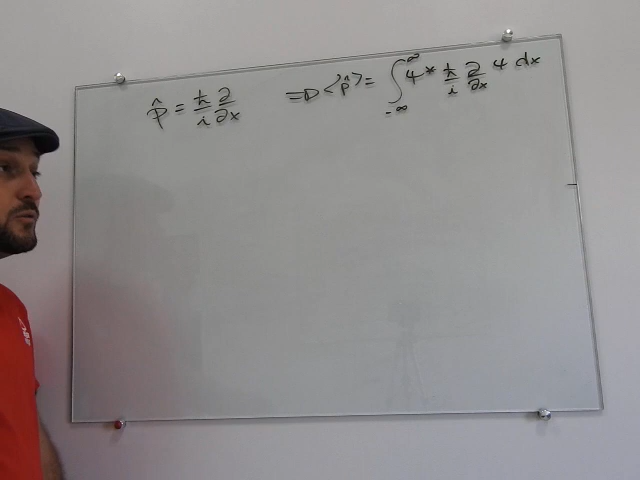 p̂ = ħ/i ∂/∂x ⇒ <p̂> = ∫_{-∞}^{∞} ψ* ħ/i ∂/∂x ψ dx